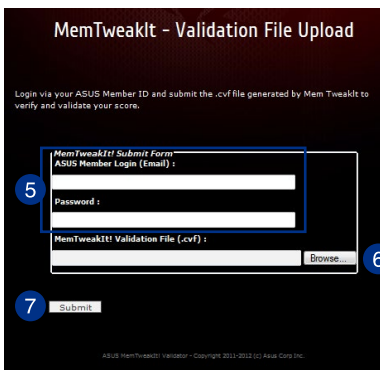 MemTweakIt - Validation File Upload
Login via your ASUS Member ID and submit the .cvf file generated by Mem TweakIt to
verify and validate your score.
MemTweakIt! Submit Form
ASUS Member Login (Email) :
5
Password :
MemTweakIt! Validation File (.cvf) :
Browse...
6
7
Submit
ASUS MemTweakIt! Validator - Copyright 2011-2012 (c) Asus Corp Inc.